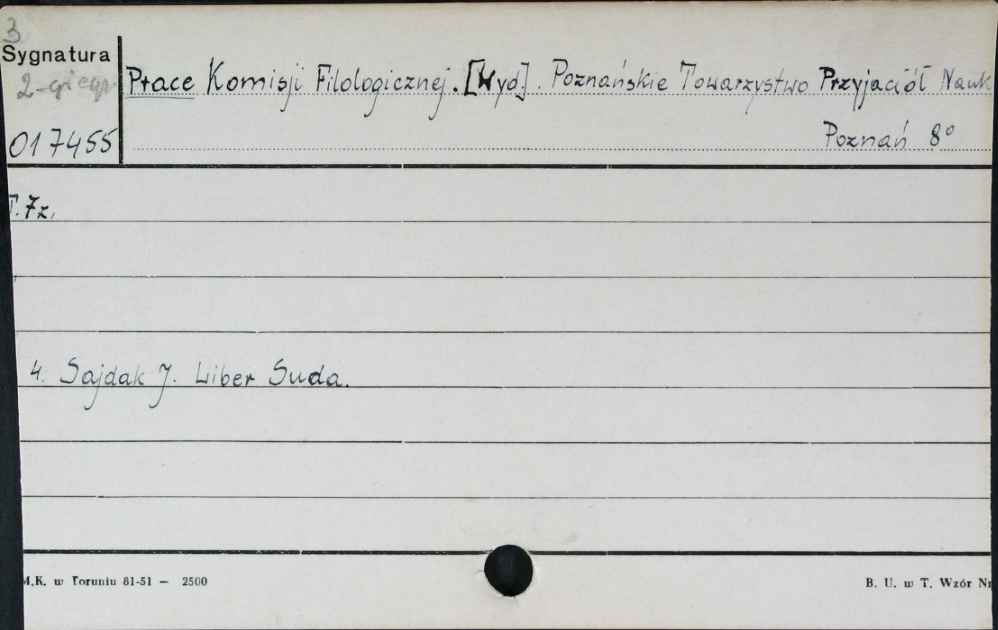 3
Sygnatura
Prace Komisji Filologicznej. [Wyd]. Poznańskie Towarzystwo Przyjaciół Nauk
017455
Poznań 8°
T. 7 z.
4. Sajdak J. Liber Suda.
M.K. w Toruniu 81-51 — 2500
B. U. w T. Wzór Nr